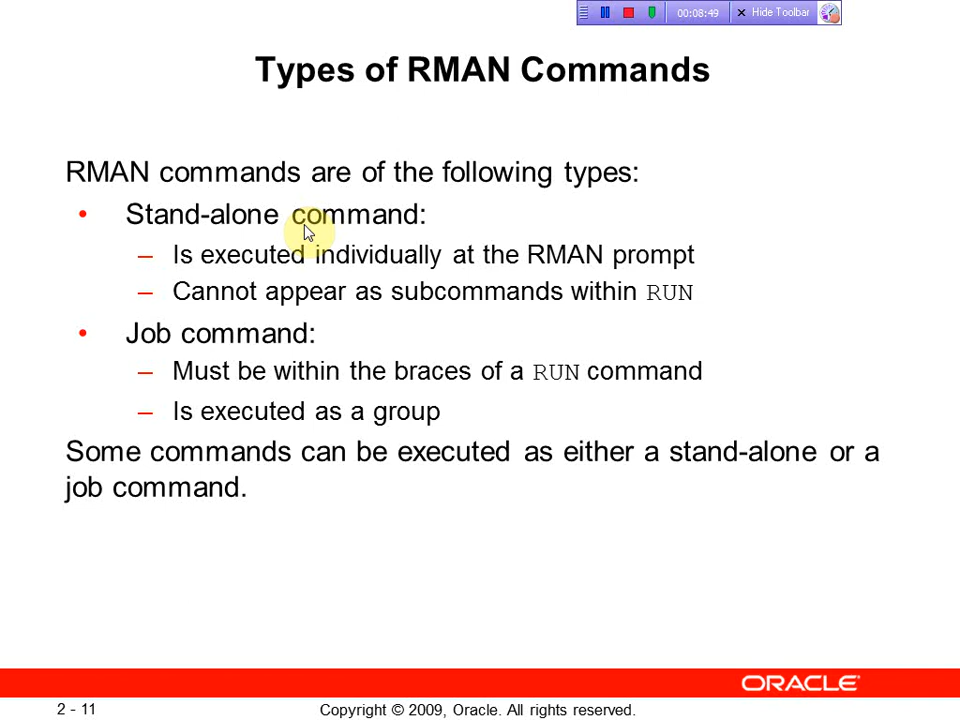 00:08:49 Hide Toolbar
Types of RMAN Commands
RMAN commands are of the following types:
• Stand-alone command:
– Is executed individually at the RMAN prompt
– Cannot appear as subcommands within RUN
• Job command:
– Must be within the braces of a RUN command
– Is executed as a group
Some commands can be executed as either a stand-alone or a
job command.
ORACLE
2 - 11
Copyright © 2009, Oracle. All rights reserved.